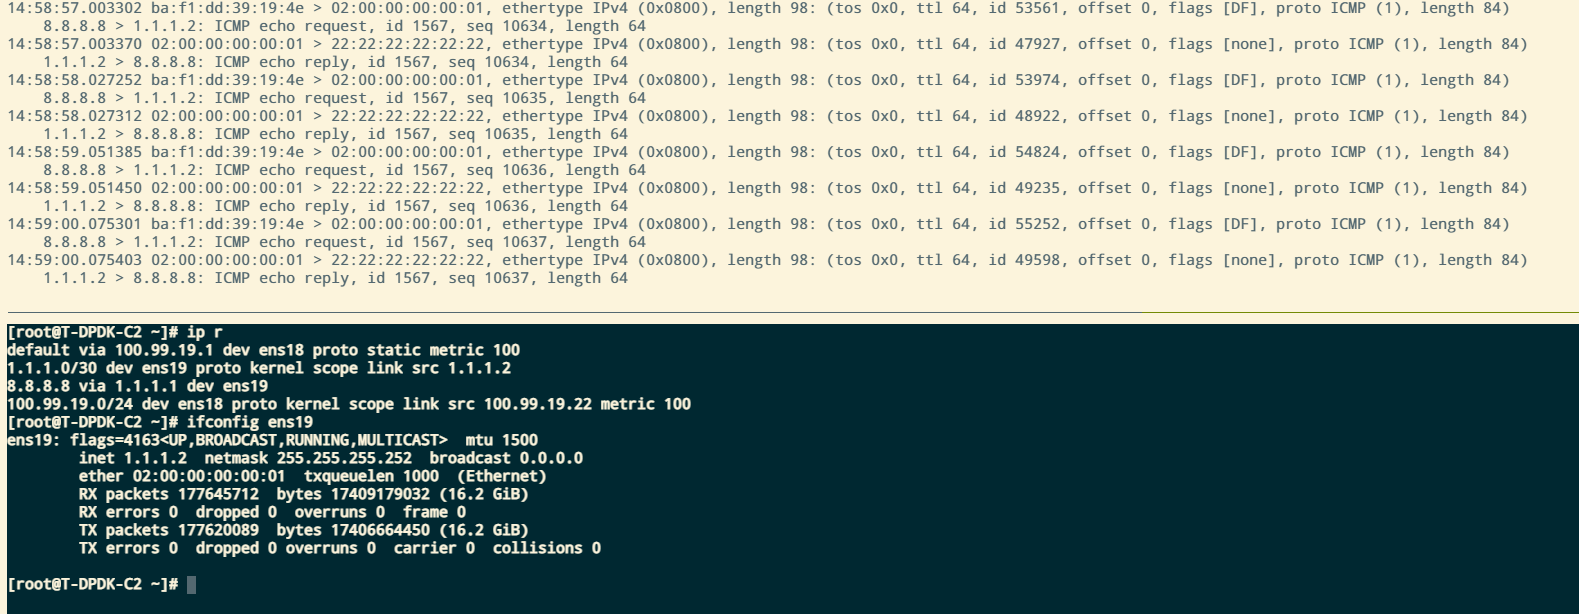 14:58:57.003302 ba:f1:dd:39:19:4e > 02:00:00:00:00:01, ethertype IPv4 (0x0800), length 98: (tos 0x0, ttl 64, id 53561, offset 0, flags [DF], proto ICMP (1), length 84)
    8.8.8.8 > 1.1.1.2: ICMP echo request, id 1567, seq 10634, length 64
14:58:57.003370 02:00:00:00:00:01 > 22:22:22:22:22:22, ethertype IPv4 (0x0800), length 98: (tos 0x0, ttl 64, id 47927, offset 0, flags [none], proto ICMP (1), length 84)
    1.1.1.2 > 8.8.8.8: ICMP echo reply, id 1567, seq 10634, length 64
14:58:58.027252 ba:f1:dd:39:19:4e > 02:00:00:00:00:01, ethertype IPv4 (0x0800), length 98: (tos 0x0, ttl 64, id 53974, offset 0, flags [DF], proto ICMP (1), length 84)
    8.8.8.8 > 1.1.1.2: ICMP echo request, id 1567, seq 10635, length 64
14:58:58.027312 02:00:00:00:00:01 > 22:22:22:22:22:22, ethertype IPv4 (0x0800), length 98: (tos 0x0, ttl 64, id 48922, offset 0, flags [none], proto ICMP (1), length 84)
    1.1.1.2 > 8.8.8.8: ICMP echo reply, id 1567, seq 10635, length 64
14:58:59.051385 ba:f1:dd:39:19:4e > 02:00:00:00:00:01, ethertype IPv4 (0x0800), length 98: (tos 0x0, ttl 64, id 54824, offset 0, flags [DF], proto ICMP (1), length 84)
    8.8.8.8 > 1.1.1.2: ICMP echo request, id 1567, seq 10636, length 64
14:58:59.051450 02:00:00:00:00:01 > 22:22:22:22:22:22, ethertype IPv4 (0x0800), length 98: (tos 0x0, ttl 64, id 49235, offset 0, flags [none], proto ICMP (1), length 84)
    1.1.1.2 > 8.8.8.8: ICMP echo reply, id 1567, seq 10636, length 64
14:59:00.075301 ba:f1:dd:39:19:4e > 02:00:00:00:00:01, ethertype IPv4 (0x0800), length 98: (tos 0x0, ttl 64, id 55252, offset 0, flags [DF], proto ICMP (1), length 84)
    8.8.8.8 > 1.1.1.2: ICMP echo request, id 1567, seq 10637, length 64
14:59:00.075403 02:00:00:00:00:01 > 22:22:22:22:22:22, ethertype IPv4 (0x0800), length 98: (tos 0x0, ttl 64, id 49598, offset 0, flags [none], proto ICMP (1), length 84)
    1.1.1.2 > 8.8.8.8: ICMP echo reply, id 1567, seq 10637, length 64
[root@T-DPDK-C2 ~]# ip r
default via 100.99.19.1 dev ens18 proto static metric 100
1.1.1.0/30 dev ens19 proto kernel scope link src 1.1.1.2
8.8.8.8 via 1.1.1.1 dev ens19
100.99.19.0/24 dev ens18 proto kernel scope link src 100.99.19.22 metric 100
[root@T-DPDK-C2 ~]# ifconfig ens19
ens19: flags=4163<UP,BROADCAST,RUNNING,MULTICAST>  mtu 1500
        inet 1.1.1.2  netmask 255.255.255.252  broadcast 0.0.0.0
        ether 02:00:00:00:00:01  txqueuelen 1000  (Ethernet)
        RX packets 177645712  bytes 17409179032 (16.2 GiB)
        RX errors 0  dropped 0  overruns 0  frame 0
        TX packets 177620089  bytes 17406664450 (16.2 GiB)
        TX errors 0  dropped 0 overruns 0  carrier 0  collisions 0
[root@T-DPDK-C2 ~]#